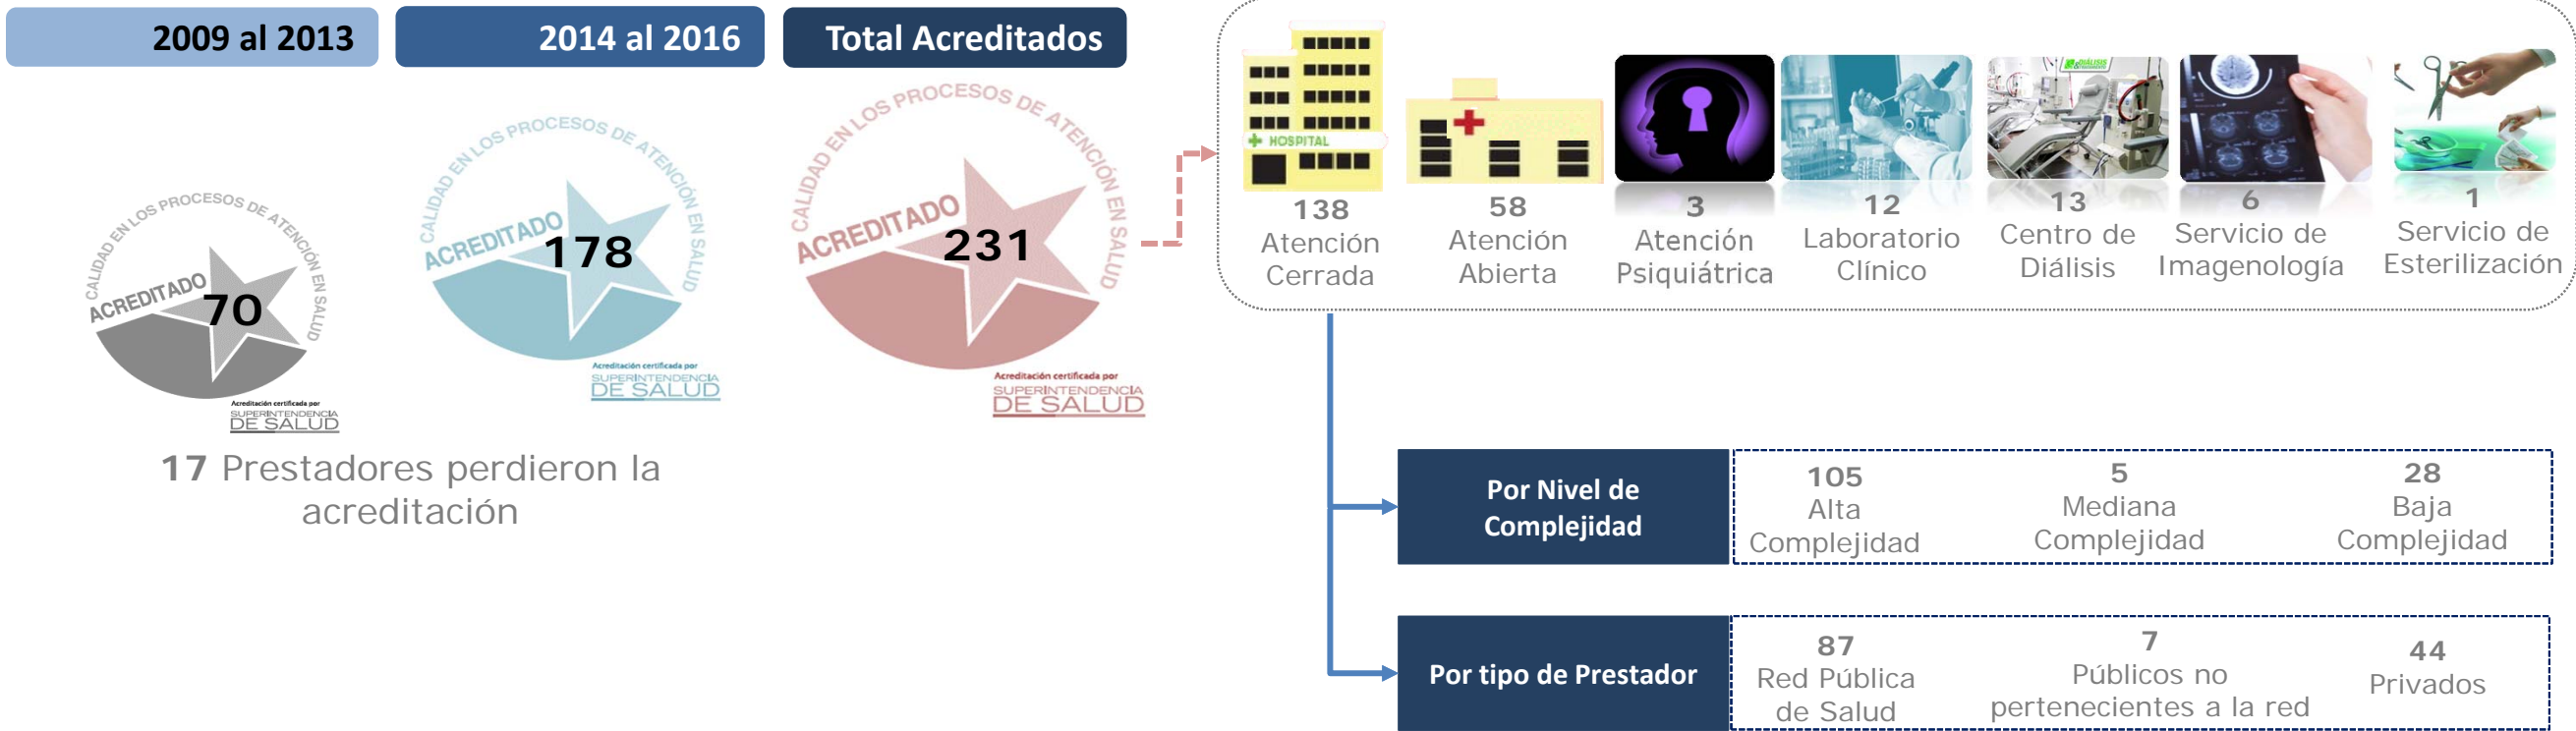 2009 al 2013
2014 al 2016
Total Acreditados
CALIDAD EN LOS PROCESOS DE ATENCIÓN EN SALUD
ACREDITADO
70
Acreditación certificada por
SUPERINTENDENCIA
DE SALUD
CALIDAD EN LOS PROCESOS DE ATENCIÓN EN SALUD
ACREDITADO
178
Acreditación certificada por
SUPERINTENDENCIA
DE SALUD
CALIDAD EN LOS PROCESOS DE ATENCIÓN EN SALUD
ACREDITADO
231
Acreditación certificada por
SUPERINTENDENCIA
DE SALUD
17 Prestadores perdieron la
acreditación
HOSPITAL
138
Atención
Cerrada
58
Atención
Abierta
3
Atención
Psiquiátrica
12
Laboratorio
Clínico
DIÁLISIS
13
Centro de
Diálisis
6
Servicio de
Imagenología
1
Servicio de
Esterilización
Por Nivel de
Complejidad
105
Alta
Complejidad
5
Mediana
Complejidad
28
Baja
Complejidad
Por tipo de Prestador
87
Red Pública
de Salud
7
Públicos no
pertenecientes a la red
44
Privados